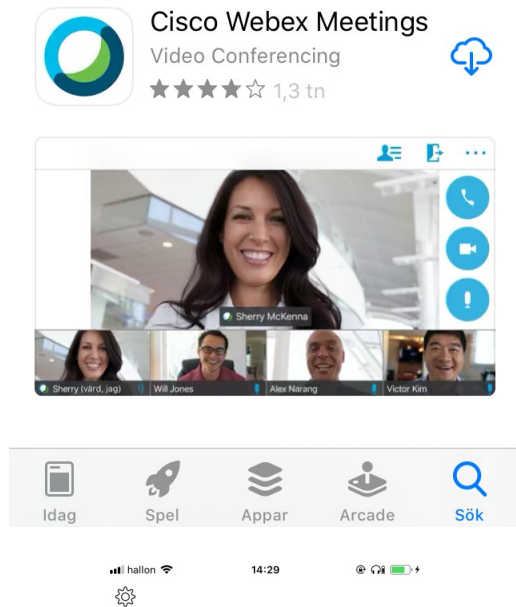 Cisco Webex Meetings
Video Conferencing
1,3 tn
Sherry McKenna
Sherry (värd, jag)
Will Jones
Alex Narang
Victor Kim
Idag
Spel
Appar
Arcade
Sök
hallon
14:29